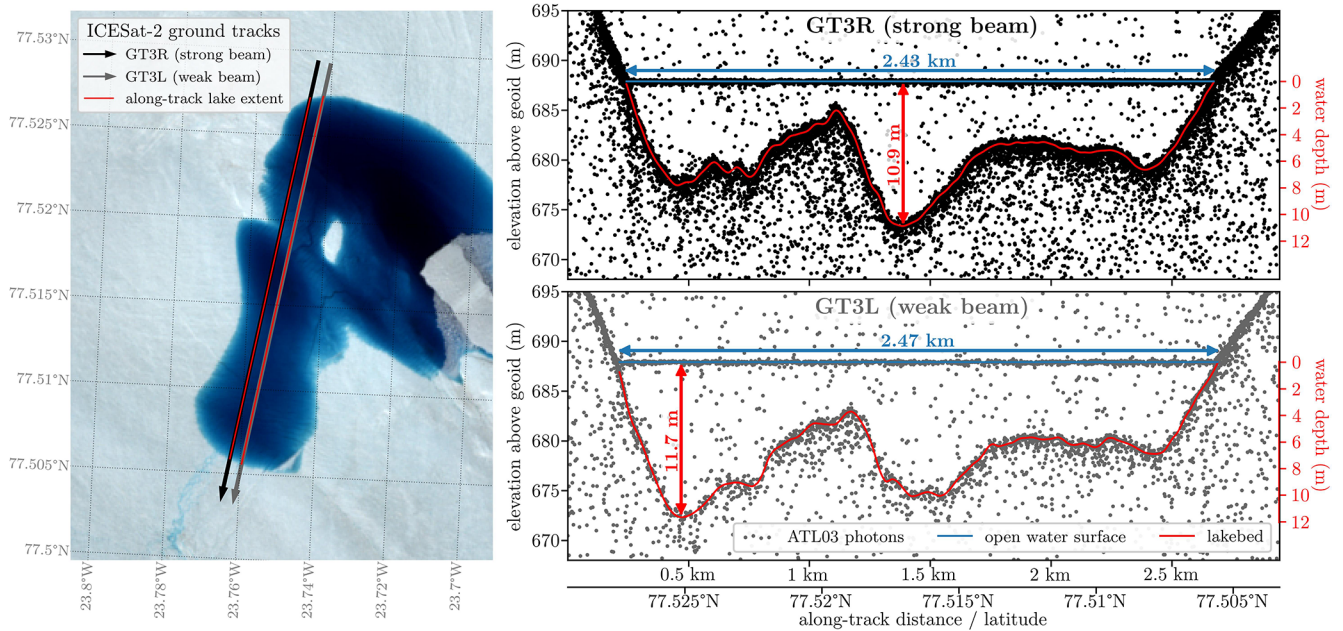 ICESat-2 ground tracks
GT3R (strong beam)
GT3L (weak beam)
along-track lake extent
77.53°N
77.525°N
77.52°N
77.515°N
77.51°N
77.505°N
77.5°N
23.8°W
23.78°W
23.76°W
23.74°W
23.72°W
23.7°W
GT3R (strong beam)
2.43 km
10.9 m
elevation above geoid (m)
695
690
685
680
675
670
water depth (m)
0
2
4
6
8
10
12
GT3L (weak beam)
2.47 km
11.7 m
elevation above geoid (m)
695
690
685
680
675
670
water depth (m)
0
2
4
6
8
10
12
ATL03 photons
open water surface
lakebed
0.5 km 1 km 1.5 km 2 km 2.5 km
77.525°N 77.52°N 77.515°N 77.51°N 77.505°N
along-track distance / latitude